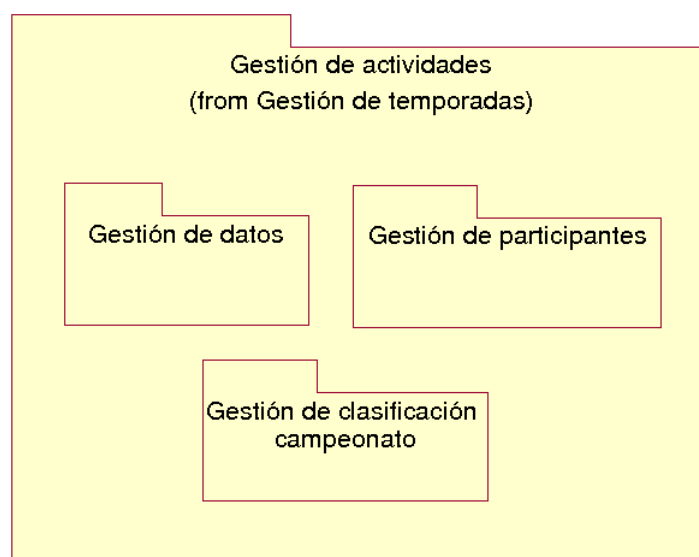 Gestión de actividades
(from Gestión de temporadas)
Gestión de datos
Gestión de participantes
Gestión de clasificación
campeonato